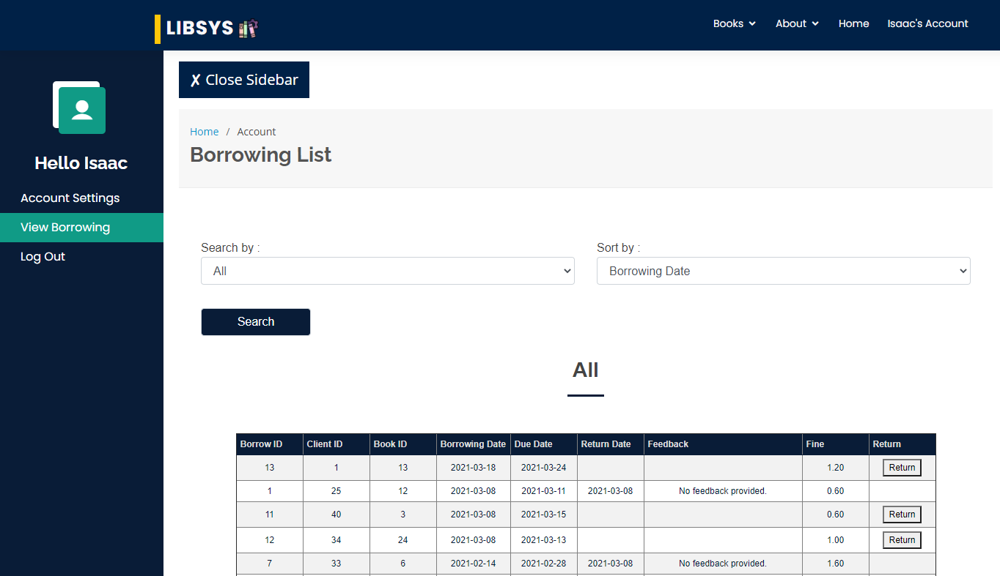 LIBSYS
Books About Home Isaac's Account
✗ Close Sidebar
Hello Isaac
Account Settings
View Borrowing
Log Out
Home / Account
Borrowing List
Search by : Sort by :
All Borrowing Date
Search
All
Borrow ID Client ID Book ID Borrowing Date Due Date Return Date Feedback Fine Return
13 1 13 2021-03-18 2021-03-24 1.20 Return
1 25 12 2021-03-08 2021-03-11 2021-03-08 No feedback provided. 0.60
11 40 3 2021-03-08 2021-03-15 0.60 Return
12 34 24 2021-03-08 2021-03-13 1.00 Return
7 33 6 2021-02-14 2021-02-28 2021-03-08 No feedback provided. 1.60